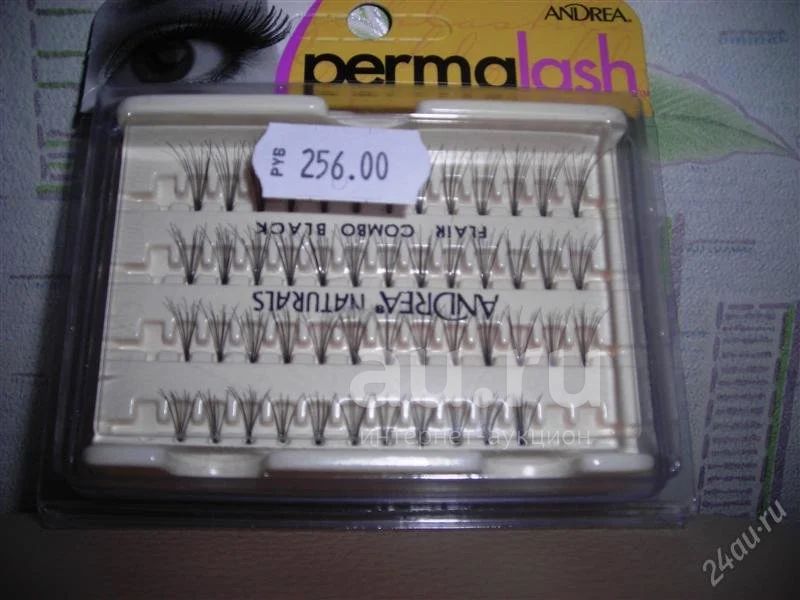 ANDREA
permalash
РУБ 256.00
FLAIR COMBO BLACK
ANDREA® NATURALS
au.ru
интернет-аукцион
24au.ru